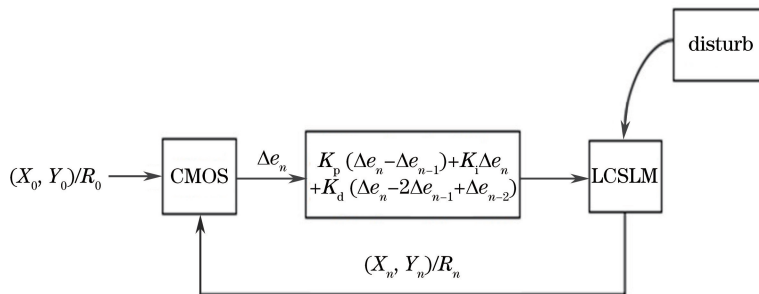 disturb
(X₀, Y₀)/R₀
CMOS
Δeₙ
Kₚ (Δeₙ−Δeₙ₋₁)+KᵢΔeₙ
+K_d (Δeₙ−2Δeₙ₋₁+Δeₙ₋₂)
LCSLM
(Xₙ, Yₙ)/Rₙ